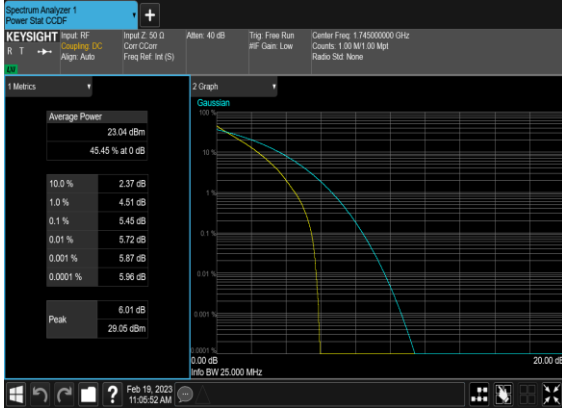 Spectrum Analyzer 1
Power Stat CCDF
KEYSIGHT
R T
LXI
Input: RF
Coupling: DC
Align: Auto
Input Z: 50 Ω
Corr CCorr
Freq Ref: Int (S)
Atten: 40 dB
Trig: Free Run
#IF Gain: Low
Center Freq: 1.745000000 GHz
Counts: 1.00 M/1.00 Mpt
Radio Std: None
1 Metrics
Average Power
23.04 dBm
45.45 % at 0 dB
10.0 % 2.37 dB
1.0 % 4.51 dB
0.1 % 5.45 dB
0.01 % 5.72 dB
0.001 % 5.87 dB
0.0001 % 5.96 dB
Peak
6.01 dB
29.05 dBm
2 Graph
Gaussian
100 %
10 %
1 %
0.1 %
0.01 %
0.001 %
0.0001 %
0.00 dB
20.00 dB
Info BW 25.000 MHz
Feb 19, 2023
11:05:52 AM